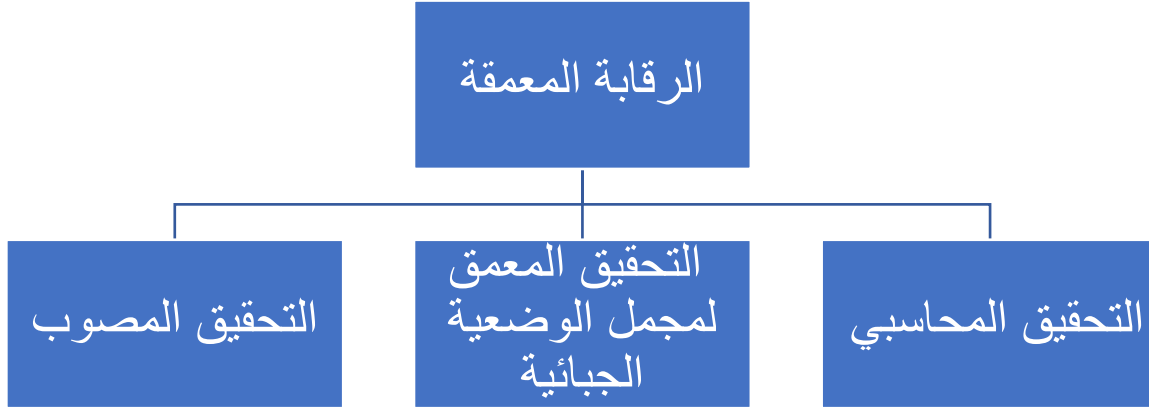 الرقابة المعمقة
التحقيق المحاسبي
التحقيق المعمق
لمجمل الوضعية
الجبائية
التحقيق المصوب